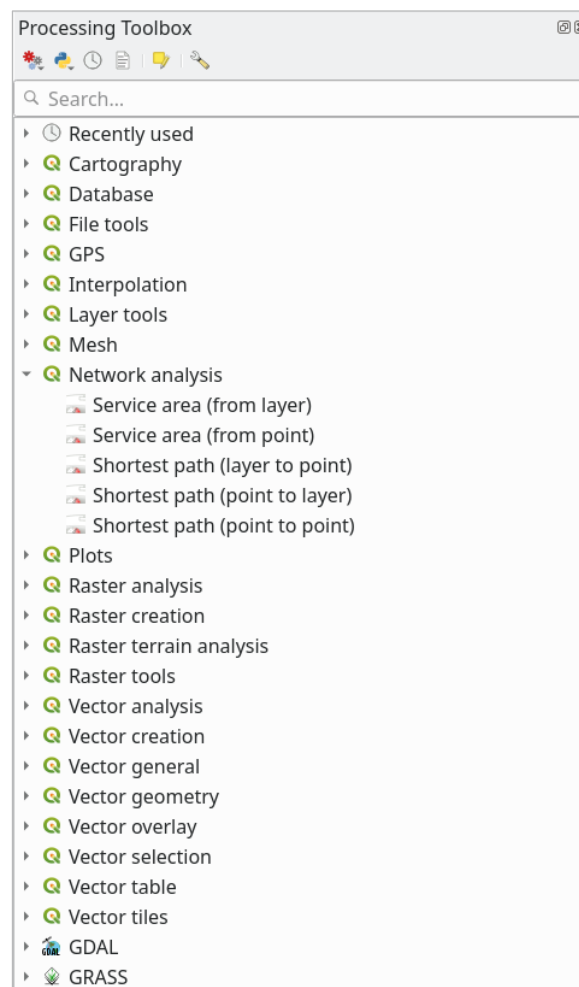 Processing Toolbox
Search...
Recently used
Cartography
Database
File tools
GPS
Interpolation
Layer tools
Mesh
Network analysis
Service area (from layer)
Service area (from point)
Shortest path (layer to point)
Shortest path (point to layer)
Shortest path (point to point)
Plots
Raster analysis
Raster creation
Raster terrain analysis
Raster tools
Vector analysis
Vector creation
Vector general
Vector geometry
Vector overlay
Vector selection
Vector table
Vector tiles
GDAL GDAL
GRASS